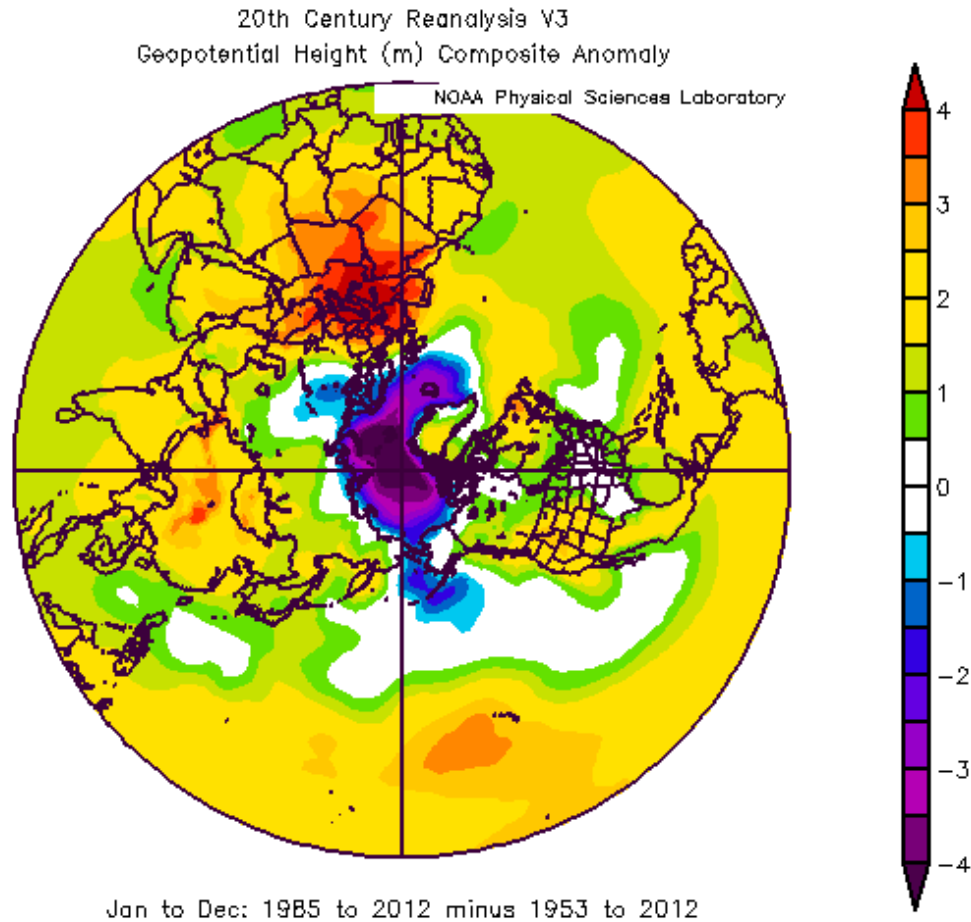 20th Century Reanalysis V3
Geopotential Height (m) Composite Anomaly
NOAA Physical Sciences Laboratory
4
3
2
1
0
-1
-2
-3
-4
Jan to Dec: 1985 to 2012 minus 1953 to 2012